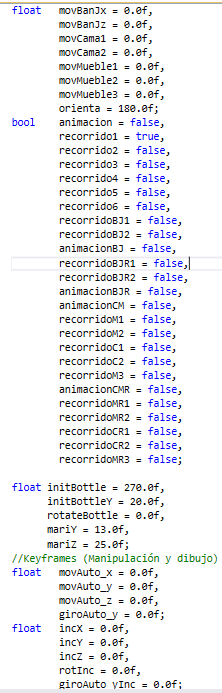 float movBanJx = 0.0f,
movBanJz = 0.0f,
movCama1 = 0.0f,
movCama2 = 0.0f,
movMueble1 = 0.0f,
movMueble2 = 0.0f,
movMueble3 = 0.0f,
orienta = 180.0f;
bool animacion = false,
recorrido1 = true,
recorrido2 = false,
recorrido3 = false,
recorrido4 = false,
recorrido5 = false,
recorrido6 = false,
recorridoBJ1 = false,
recorridoBJ2 = false,
animacionBJ = false,
recorridoBJR1 = false,
recorridoBJR2 = false,
animacionBJR = false,
animacionCM = false,
recorridoM1 = false,
recorridoM2 = false,
recorridoC1 = false,
recorridoC2 = false,
recorridoM3 = false,
animacionCMR = false,
recorridoMR1 = false,
recorridoMR2 = false,
recorridoCR1 = false,
recorridoCR2 = false,
recorridoMR3 = false;
float initBottle = 270.0f,
initBottleY = 20.0f,
rotateBottle = 0.0f,
mariY = 13.0f,
mariZ = 25.0f;
//Keyframes (Manipulación y dibujo)
float movAuto_x = 0.0f,
movAuto_y = 0.0f,
movAuto_z = 0.0f,
giroAuto_y = 0.0f;
float incX = 0.0f,
incY = 0.0f,
incZ = 0.0f,
rotInc = 0.0f,
giroAuto_yInc = 0.0f;